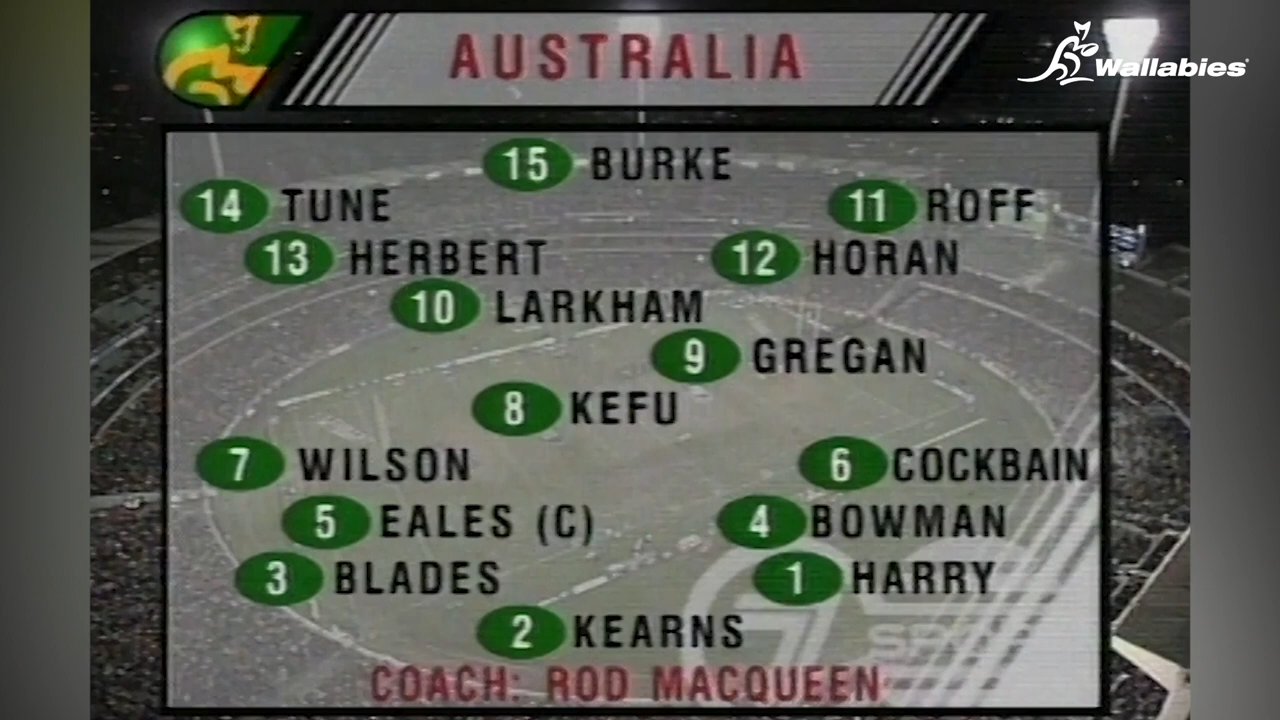 AUSTRALIA
Wallabies
15 BURKE
14 TUNE
11 ROFF
13 HERBERT
12 HORAN
10 LARKHAM
9 GREGAN
8 KEFU
7 WILSON
6 COCKBAIN
5 EALES (C)
4 BOWMAN
3 BLADES
1 HARRY
2 KEARNS
COACH: ROD MACQUEEN